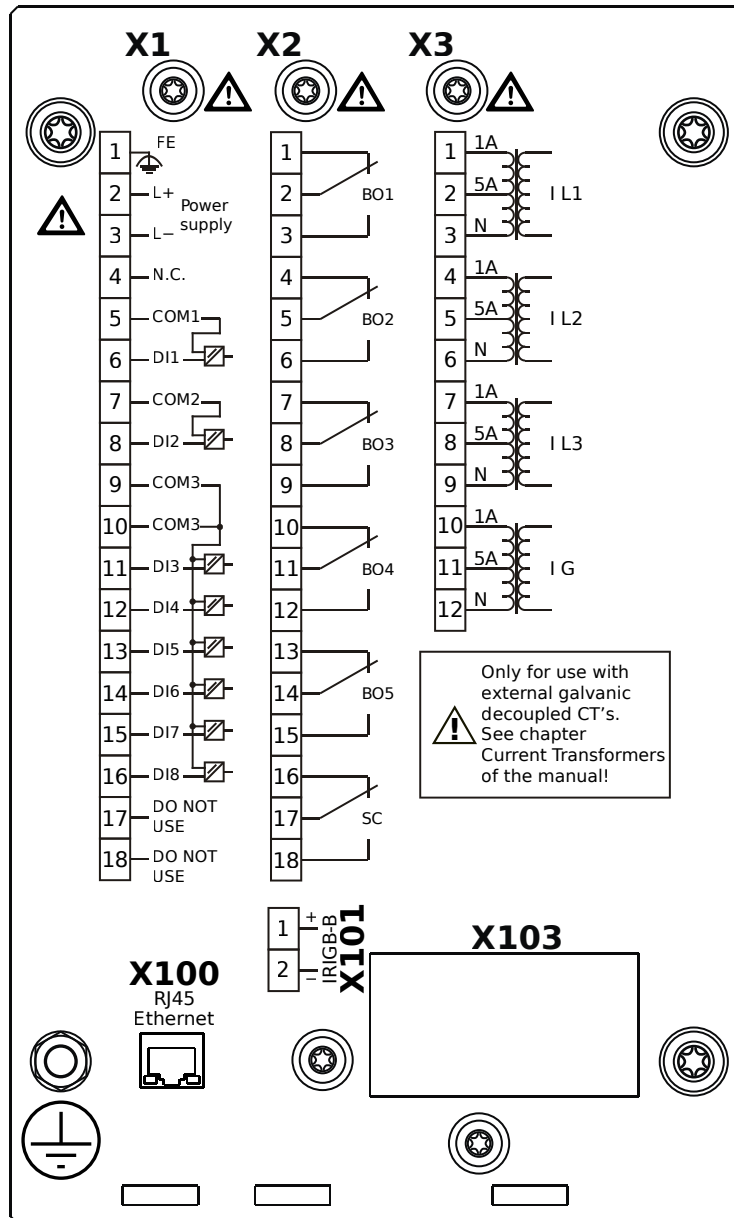 X1
X2
X3
1 FE
2 L+
Power
supply
3 L−
4 N.C.
5 COM1
6 DI1
7 COM2
8 DI2
9 COM3
10 COM3
11 DI3
12 DI4
13 DI5
14 DI6
15 DI7
16 DI8
17 DO NOT
USE
18 DO NOT
USE
1
2 BO1
3
4
5 BO2
6
7
8 BO3
9
10
11 BO4
12
13
14 BO5
15
16
17 SC
18
1 1A
2 5A I L1
3 N
4 1A
5 5A I L2
6 N
7 1A
8 5A I L3
9 N
10 1A
11 5A I G
12 N
!
!
!
!
!
Only for use with
external galvanic
decoupled CT's.
See chapter
Current Transformers
of the manual!
1 +
2 −
IRIGB-B
X101
X103
X100
RJ45
Ethernet